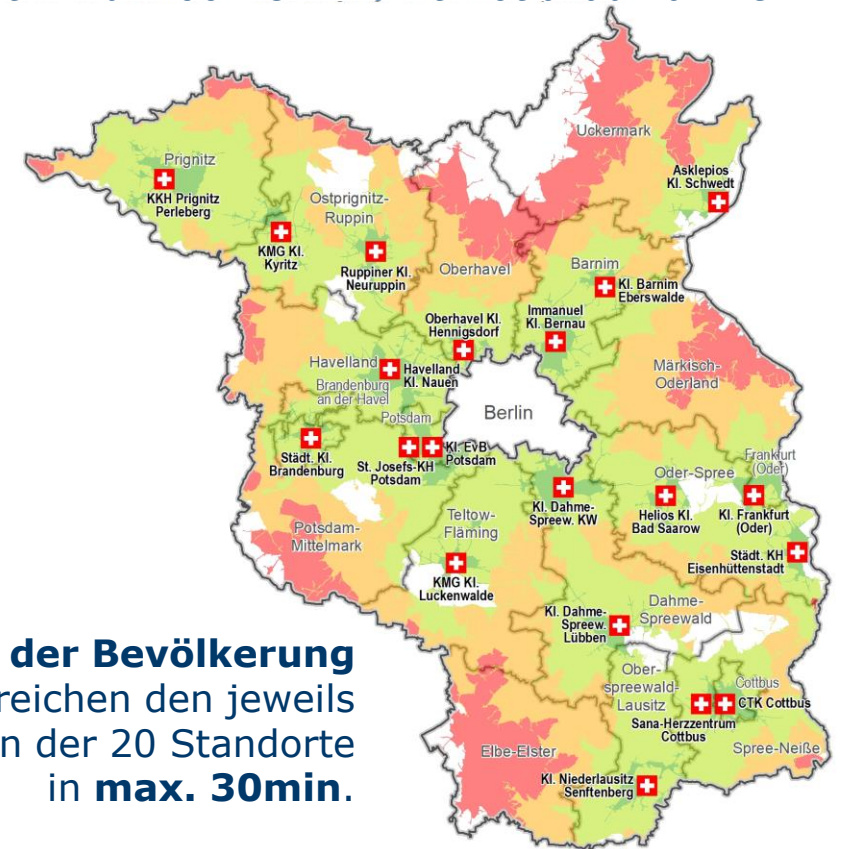 Uckermark
Prignitz
Asklepios
Kl. Schwedt
KKH Prignitz
Perleberg
Ostprignitz-
Ruppin
KMG Kl.
Kyritz
Ruppiner Kl.
Neuruppin
Oberhavel
Barnim
Kl. Barnim
Eberswalde
Oberhavel Kl.
Hennigsdorf
Immanuel
Kl. Bernau
Havelland
Havelland
Kl. Nauen
Brandenburg
an der Havel
Märkisch-
Oderland
Berlin
Potsdam
Städt. Kl.
Brandenburg
St. Josefs-KH
Potsdam
Kl. EvB
Potsdam
Oder-Spree
Frankfurt
(Oder)
Kl. Dahme-
Spreew. KW
Helios Kl.
Bad Saarow
Kl. Frankfurt
(Oder)
Potsdam-
Mittelmark
Teltow-
Fläming
Städt. KH
Eisenhüttenstadt
KMG Kl.
Luckenwalde
Kl. Dahme-
Spreew.
Lübben
Dahme-
Spreewald
der Bevölkerung
reichen den jeweils
n der 20 Standorte
in max. 30min.
Ober-
spreewald-
Lausitz
Cottbus
CTK Cottbus
Sana-Herzzentrum
Cottbus
Elbe-Elster
Spree-Neiße
Kl. Niederlausitz
Senftenberg